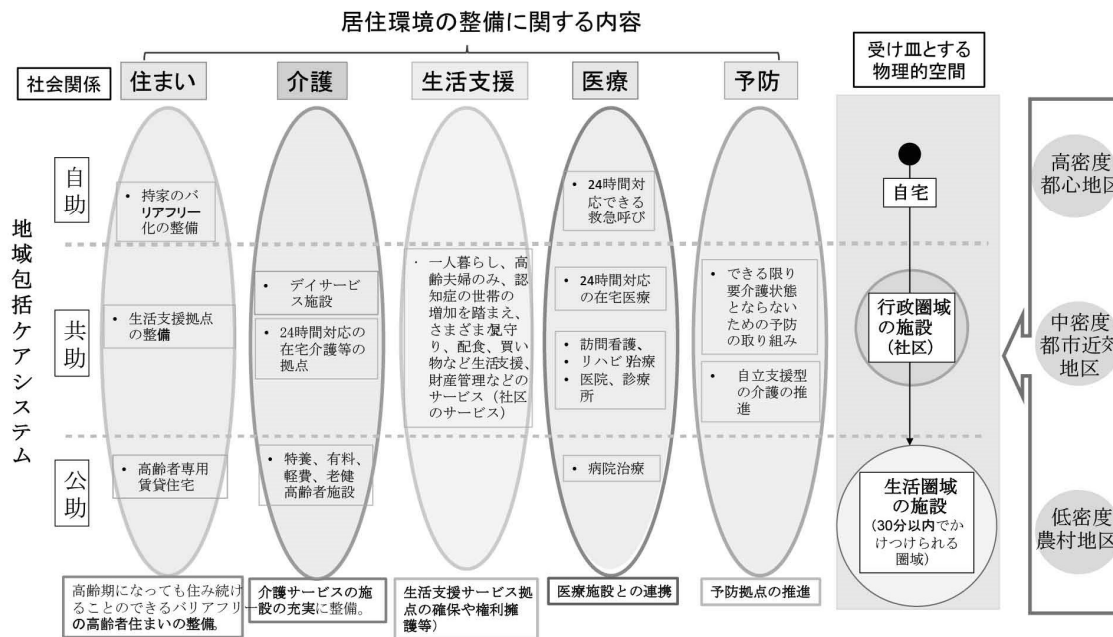 居住環境の整備に関する内容
受け皿とする
物理的空間
社会関係
住まい
介護
生活支援
医療
予防
地域包括ケアシステム
自助
• 持家のバ
リアフリー
化の整備
• 24時間対
応できる
救急呼び
自宅
共助
• 生活支援拠点
の整備
• デイサービ
ス施設
• 24時間対応の
在宅介護等の
拠点
· 一人暮らし、高
齢夫婦のみ、認
知症の世帯の
増加を踏まえ、
さまざまな見守
り、配食、買い
物など生活支援、
財産管理などの
サービス（社区
のサービス）
• 24時間対応
の在宅医療
• 訪問看護、
• リハビリ治療
• 医院、診療
所
• できる限り
要介護状態
とならない
ための予防
の取り組み
• 自立支援型
の介護の推
進
行政圏域
の施設
（社区）
公助
• 高齢者専用
賃貸住宅
• 特養、有料、
軽費、老健
高齢者施設
• 病院治療
生活圏域
の施設
（30分以内でか
けつけられる
圏域）
高密度
都心地区
中密度
都市近郊
地区
低密度
農村地区
高齢期になっても住み続け
ることのできるバリアフリー
の高齢者住まいの整備。
介護サービスの施
設の充実に整備。
生活支援サービス拠
点の確保や権利擁
護等）
医療施設との連携
予防拠点の推進